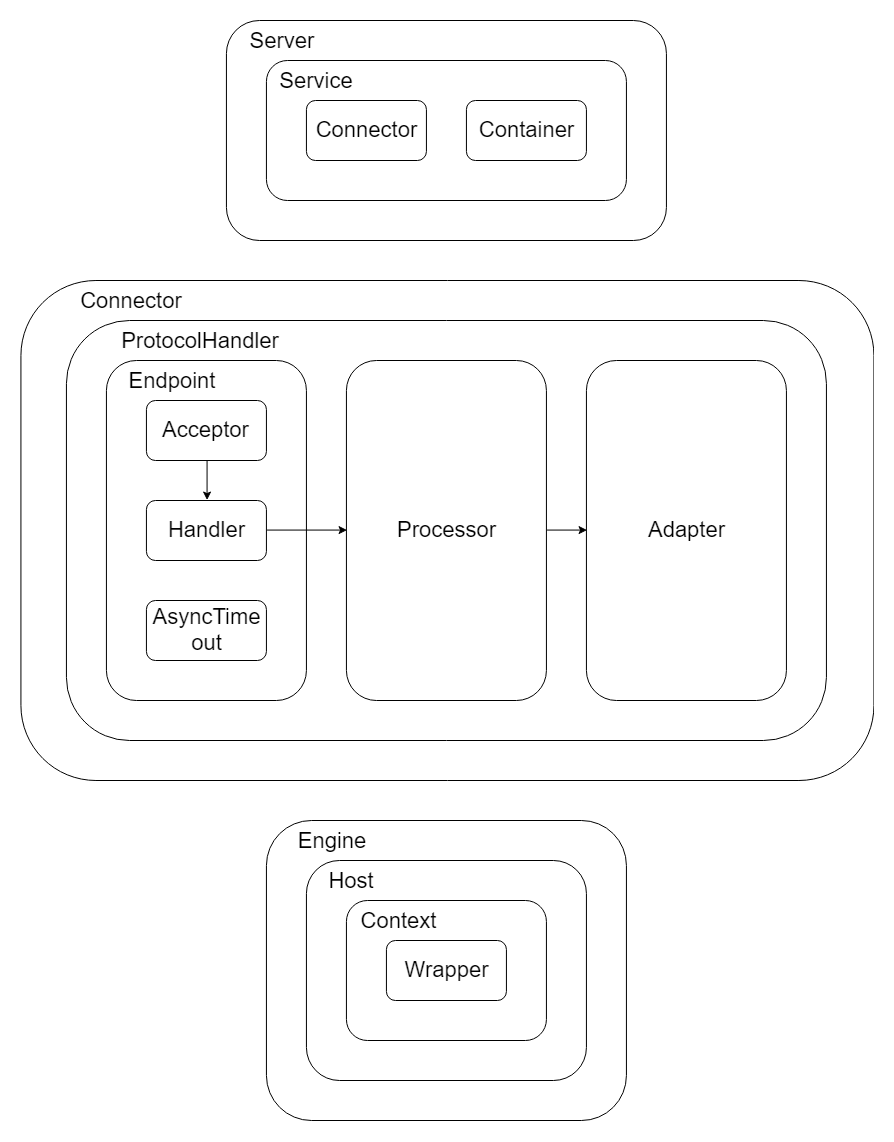 Server
Service
Connector
Container
Connector
ProtocolHandler
Endpoint
Acceptor
Handler
AsyncTime
out
Processor
Adapter
Engine
Host
Context
Wrapper